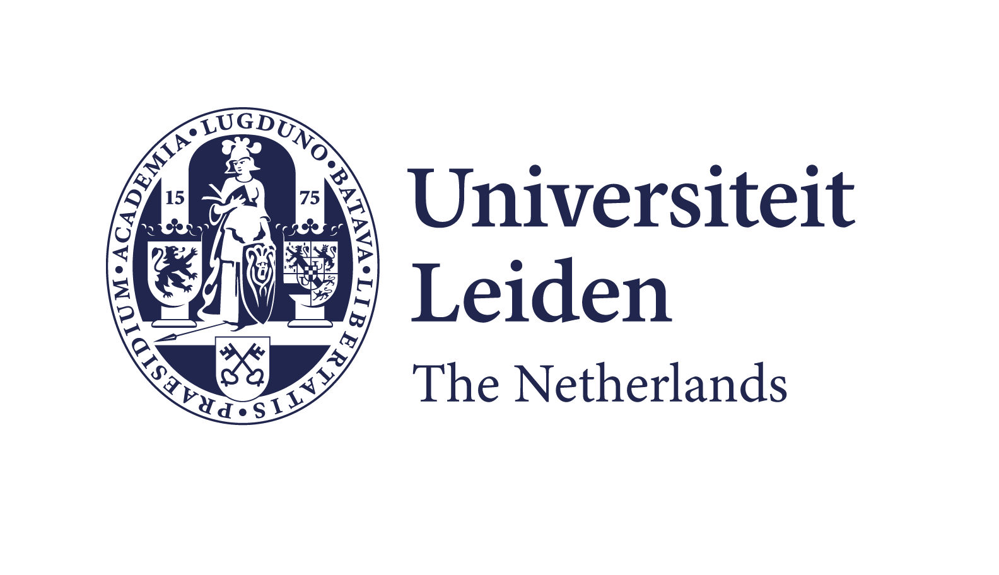 ACADEMIA • LUGDUNO • BATAVA • LIBERTATIS • PRAESIDIUM •
15 75
Universiteit
Leiden
The Netherlands